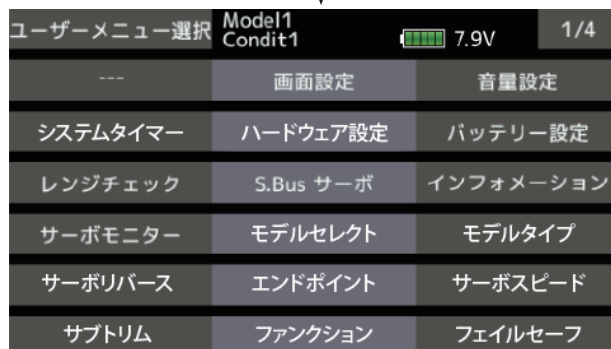 ユーザーメニュー選択 Model1 Condit1 7.9V 1/4
--- 画面設定 音量設定
システムタイマー ハードウェア設定 バッテリー設定
レンジチェック S.Bus サーボ インフォメーション
サーボモニター モデルセレクト モデルタイプ
サーボリバース エンドポイント サーボスピード
サブトリム ファンクション フェイルセーフ